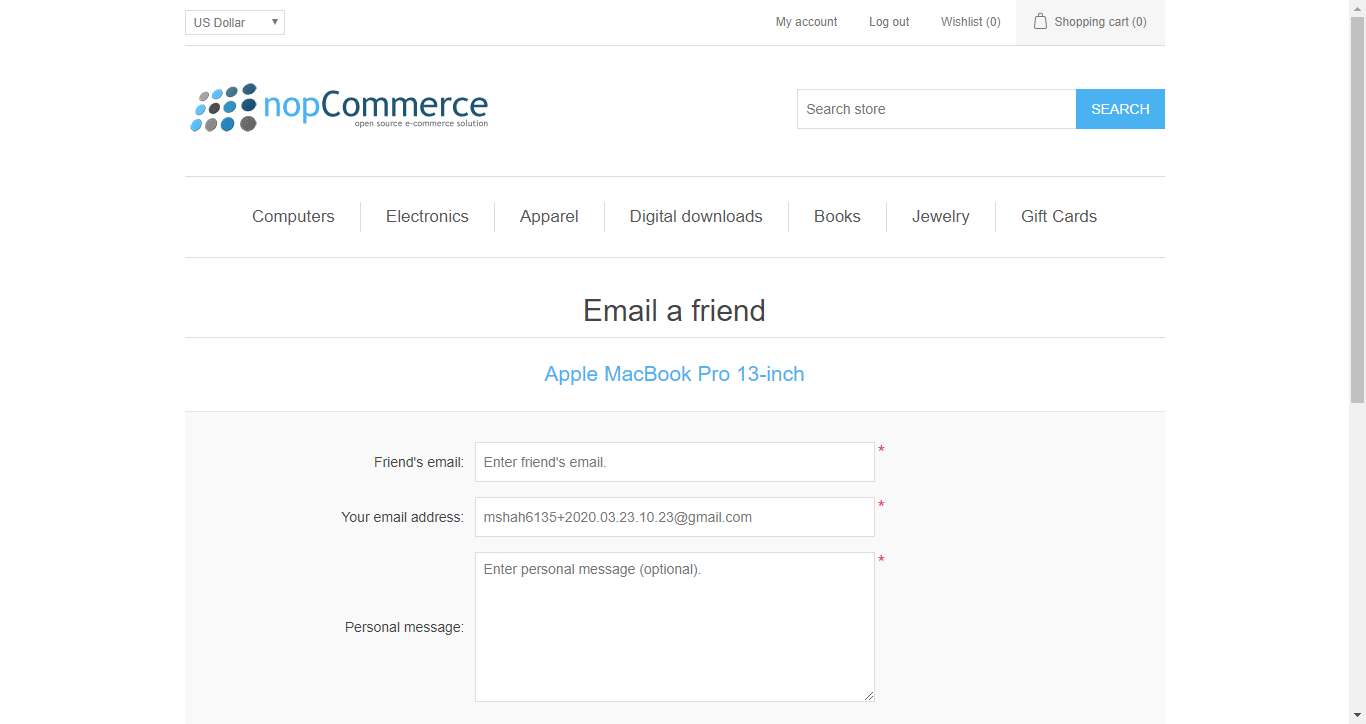 US Dollar
My account
Log out
Wishlist (0)
Shopping cart (0)
nopCommerce
open source e-commerce solution
Search store
SEARCH
Computers
Electronics
Apparel
Digital downloads
Books
Jewelry
Gift Cards
Email a friend
Apple MacBook Pro 13-inch
Friend's email:
Enter friend's email.
*
Your email address:
mshah6135+2020.03.23.10.23@gmail.com
*
Personal message:
Enter personal message (optional).
*